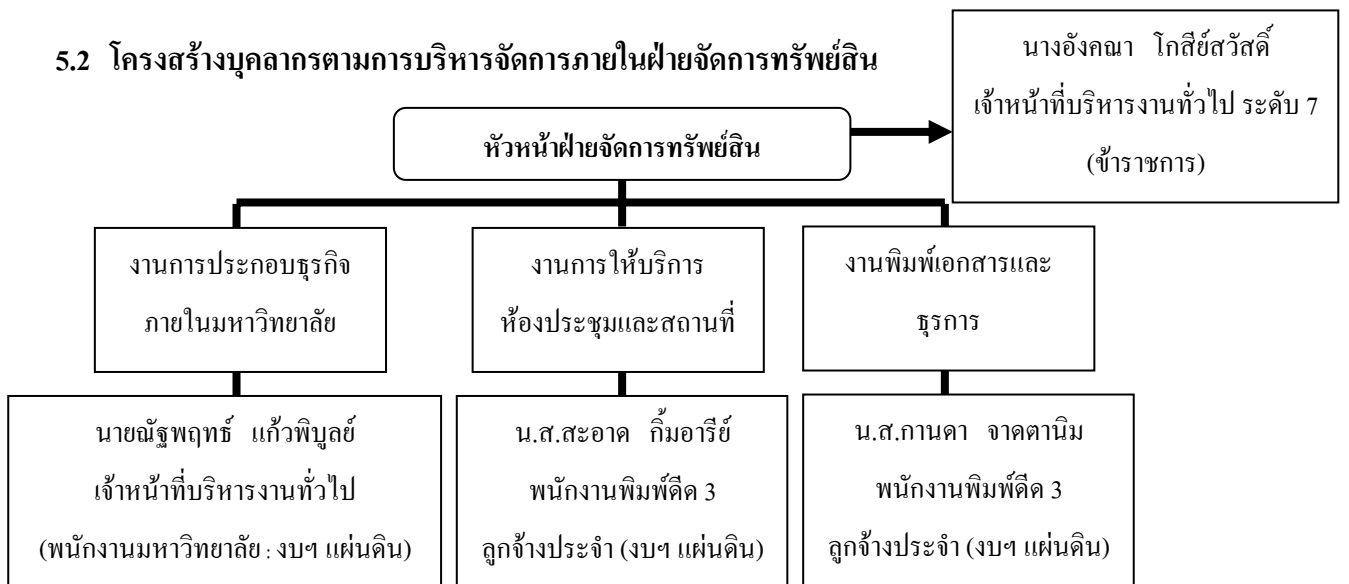 5.2 โครงสร้างบุคลากรตามการบริหารจัดการภายในฝ่ายจัดการทรัพย์สิน
นางอังคณา โกสีย์สวัสดิ์
เจ้าหน้าที่บริหารงานทั่วไป ระดับ 7
(ข้าราชการ)
หัวหน้าฝ่ายจัดการทรัพย์สิน
งานการประกอบธุรกิจ
ภายในมหาวิทยาลัย
งานการให้บริการ
ห้องประชุมและสถานที่
งานพิมพ์เอกสารและ
ธุรการ
นายณัฐพฤทธ์ แก้วพิบูลย์
เจ้าหน้าที่บริหารงานทั่วไป
(พนักงานมหาวิทยาลัย : งบฯ แผ่นดิน)
น.ส.สะอาด กิ้มอารีย์
พนักงานพิมพ์ดีด 3
ลูกจ้างประจำ (งบฯ แผ่นดิน)
น.ส.กานดา จาดตานิม
พนักงานพิมพ์ดีด 3
ลูกจ้างประจำ (งบฯ แผ่นดิน)